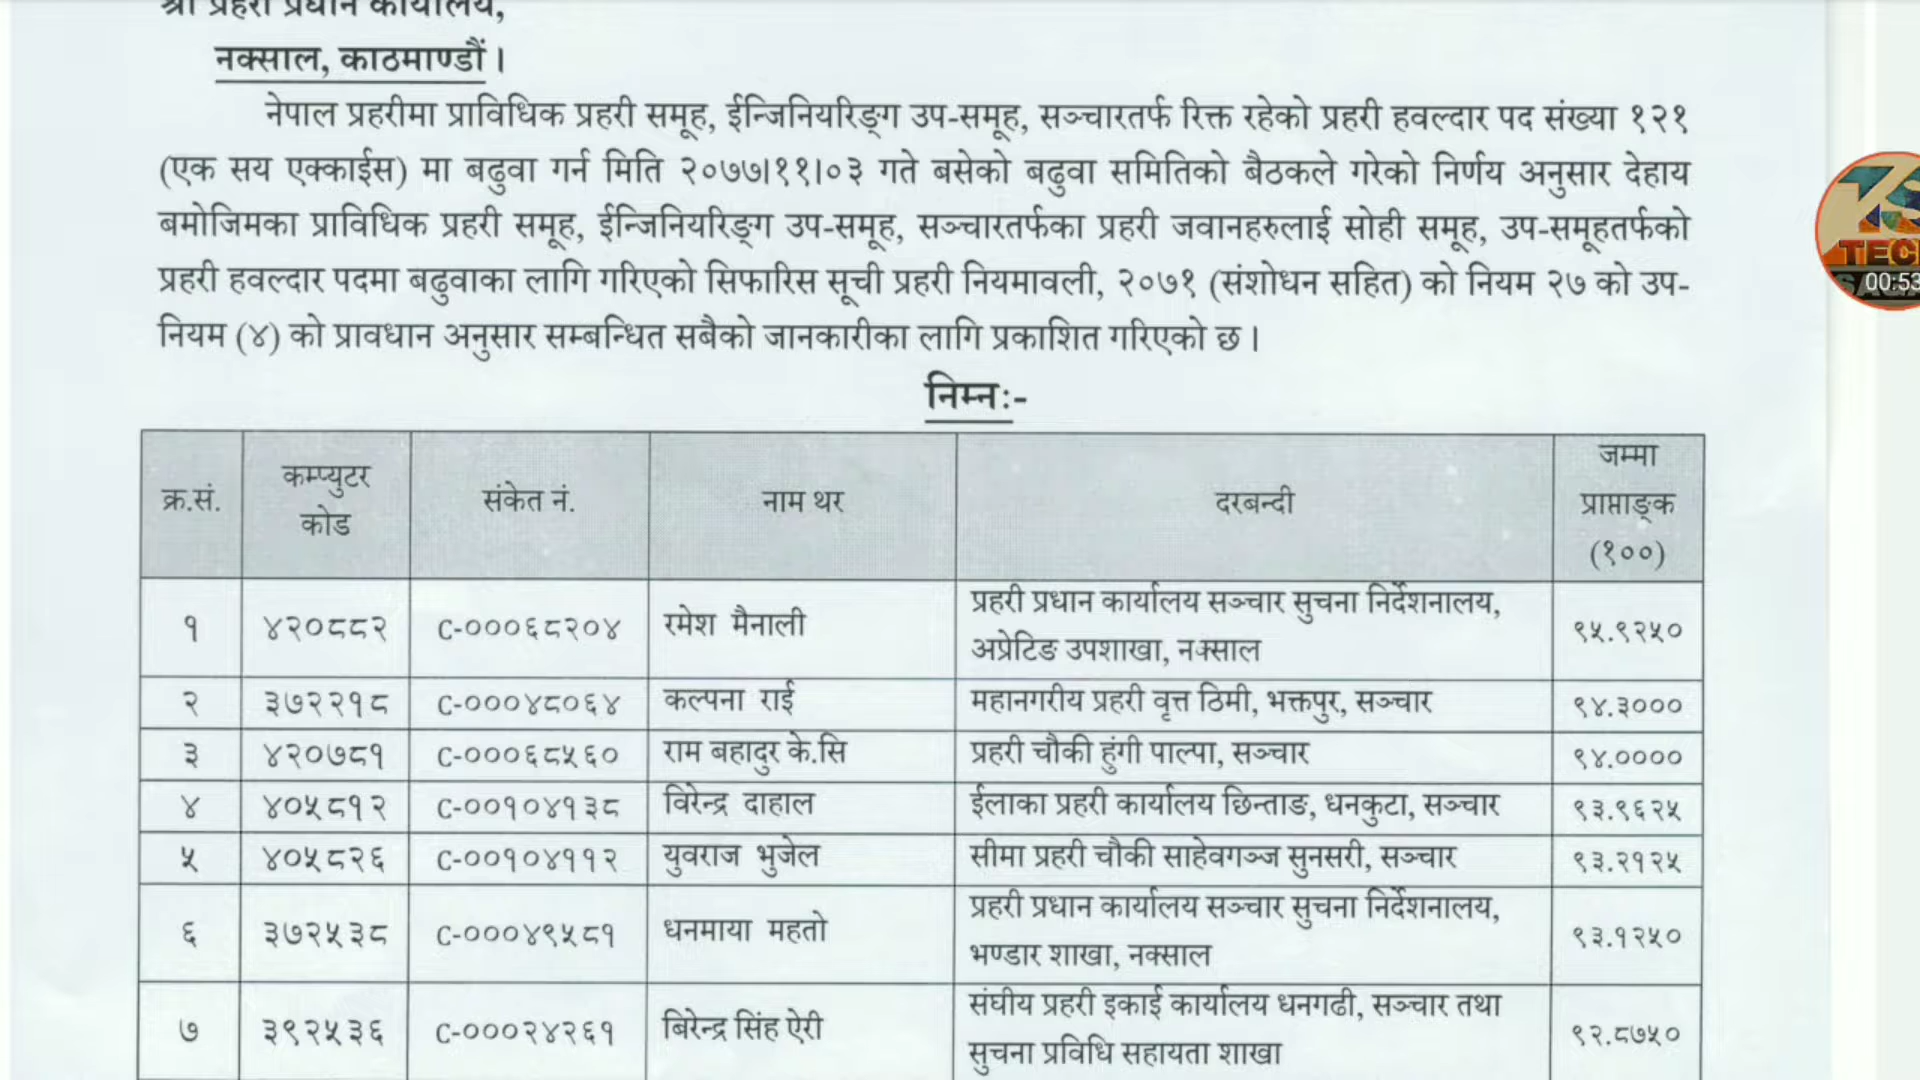 श्री प्रहरी प्रधान कार्यालय,
नक्साल, काठमाण्डौं ।
नेपाल प्रहरीमा प्राविधिक प्रहरी समूह, ईन्जिनियरिङ्ग उप-समूह, सञ्चारतर्फ रिक्त रहेको प्रहरी हवल्दार पद संख्या १२१
(एक सय एक्काईस) मा बढुवा गर्न मिति २०७७।११।०३ गते बसेको बढुवा समितिको बैठकले गरेको निर्णय अनुसार देहाय
बमोजिमका प्राविधिक प्रहरी समूह, ईन्जिनियरिङ्ग उप-समूह, सञ्चारतर्फका प्रहरी जवानहरुलाई सोही समूह, उप-समूहतर्फको
प्रहरी हवल्दार पदमा बढुवाका लागि गरिएको सिफारिस सूची प्रहरी नियमावली, २०७१ (संशोधन सहित) को नियम २७ को उप-
नियम (४) को प्रावधान अनुसार सम्बन्धित सबैको जानकारीका लागि प्रकाशित गरिएको छ ।
निम्नः-
क्र.सं. कम्प्युटर कोड संकेत नं. नाम थर दरबन्दी जम्मा प्राप्ताङ्क (१००)
१ ४२०८८२ C-०००६८२०४ रमेश मैनाली प्रहरी प्रधान कार्यालय सञ्चार सुचना निर्देशनालय, अप्रेटिङ उपशाखा, नक्साल ९५.९२५०
२ ३७२२१८ C-०००४८०६४ कल्पना राई महानगरीय प्रहरी वृत्त ठिमी, भक्तपुर, सञ्चार ९४.३०००
३ ४२०७८१ C-०००६८५६० राम बहादुर के.सि प्रहरी चौकी हुंगी पाल्पा, सञ्चार ९४.००००
४ ४०५८१२ C-००१०४१३८ विरेन्द्र दाहाल ईलाका प्रहरी कार्यालय छिन्ताङ, धनकुटा, सञ्चार ९३.९६२५
५ ४०५८२६ C-००१०४११२ युवराज भुजेल सीमा प्रहरी चौकी साहेवगञ्ज सुनसरी, सञ्चार ९३.२१२५
६ ३७२५३८ C-०००४९५८१ धनमाया महतो प्रहरी प्रधान कार्यालय सञ्चार सुचना निर्देशनालय, भण्डार शाखा, नक्साल ९३.१२५०
७ ३९२५३६ C-०००२४२६१ बिरेन्द्र सिंह ऐरी संघीय प्रहरी इकाई कार्यालय धनगढी, सञ्चार तथा सुचना प्रविधि सहायता शाखा ९२.८७५०
TEC
00:53